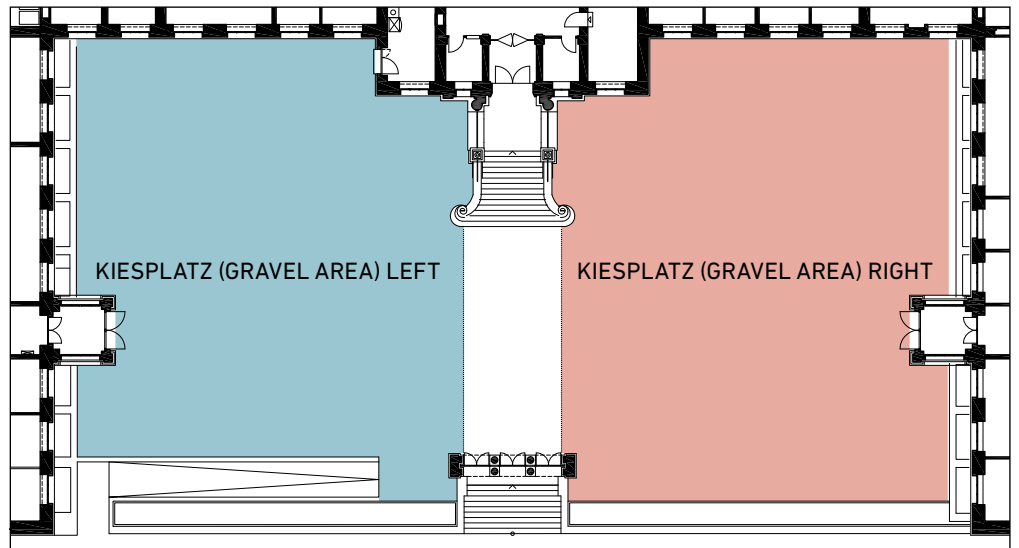 KIESPLATZ (GRAVEL AREA) LEFT
KIESPLATZ (GRAVEL AREA) RIGHT